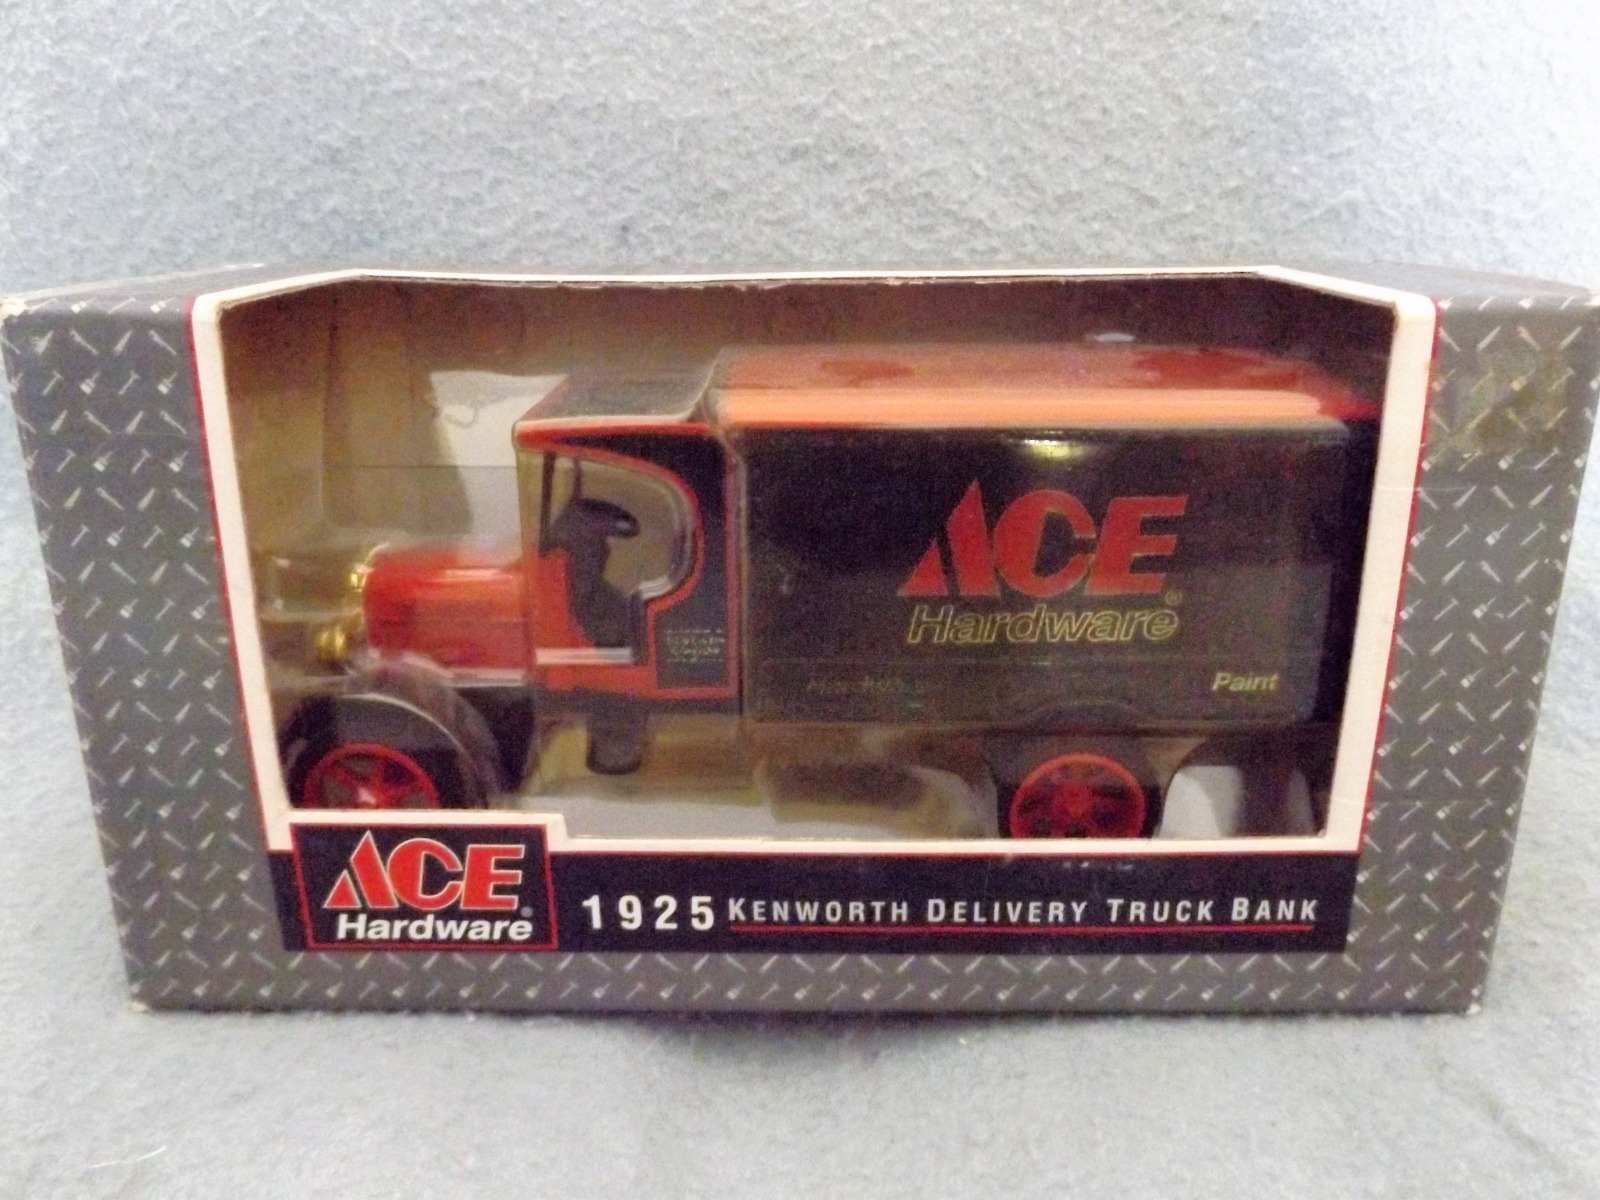 ACE
Hardware®
Paint
ACE
Hardware®
1925 KENWORTH DELIVERY TRUCK BANK